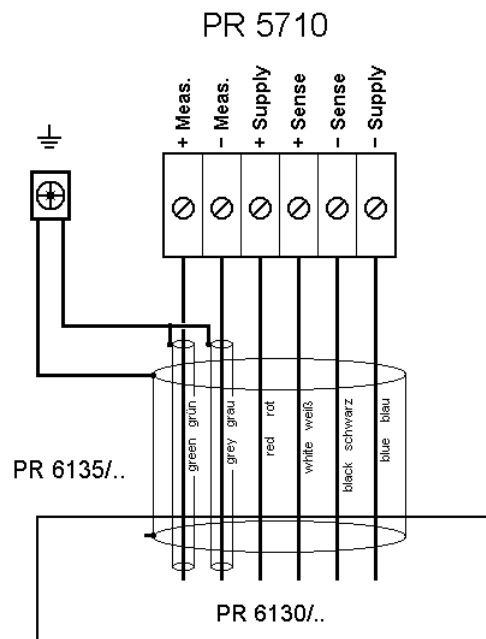 PR 5710
+ Meas.
– Meas.
+ Supply
+ Sense
– Sense
– Supply
green grün
grey grau
red rot
white weiß
black schwarz
blue blau
PR 6135/..
PR 6130/..